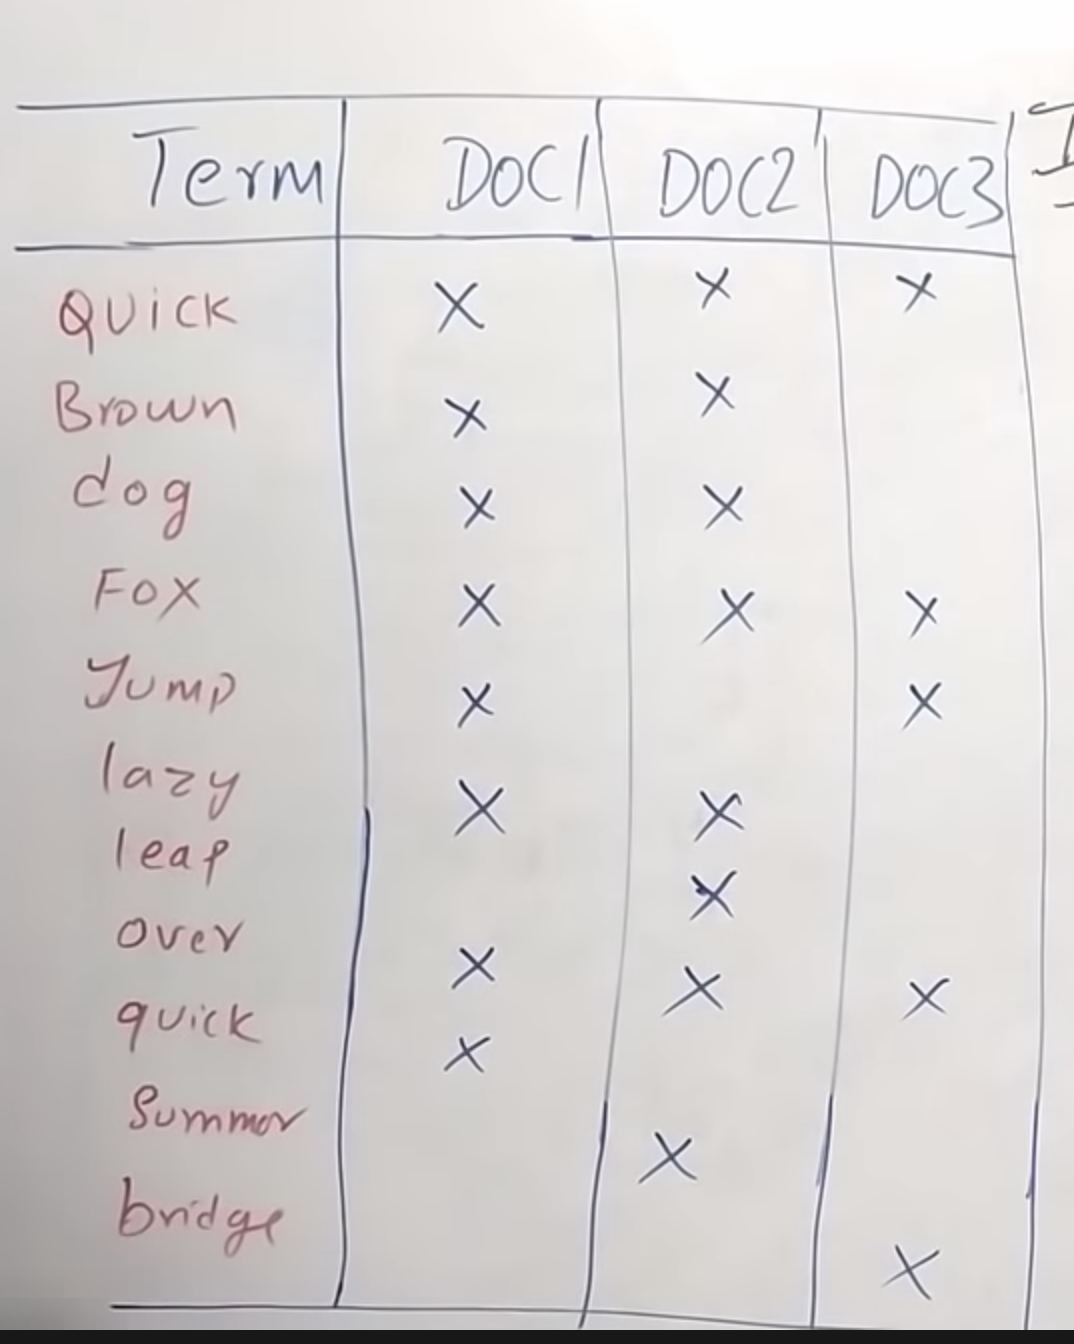 Term DOC1 DOC2 DOC3
Quick X X X
Brown X X
dog X X
Fox X X X
Jump X X
lazy X X
leap X
Over X X X
quick X
Summer X
bridge X